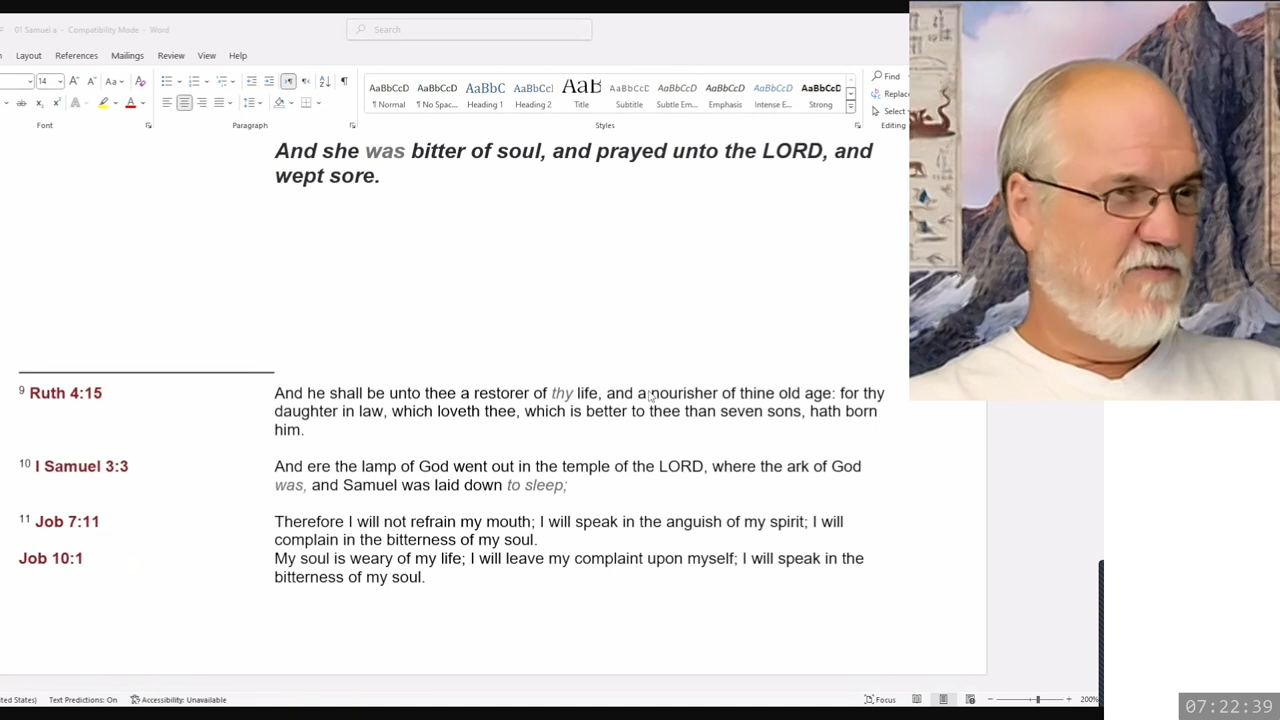 01 Samuel a - Compatibility Mode - Word
Search
Layout References Mailings Review View Help
14
Aa
Find
Replace
Select
AaBbCcD AaBbCcD AaBbC AaBbCcI AaB AaBbCcD AaBbCcD AaBbCcD AaBbCcD AaBbCcD
¶ Normal ¶ No Spac... Heading 1 Heading 2 Title Subtitle Subtle Em... Emphasis Intense E... Strong
Font Paragraph Styles Editing
And she was bitter of soul, and prayed unto the LORD, and
wept sore.
9 Ruth 4:15 And he shall be unto thee a restorer of thy life, and a nourisher of thine old age: for thy
daughter in law, which loveth thee, which is better to thee than seven sons, hath born
him.
10 I Samuel 3:3 And ere the lamp of God went out in the temple of the LORD, where the ark of God
was, and Samuel was laid down to sleep;
11 Job 7:11 Therefore I will not refrain my mouth; I will speak in the anguish of my spirit; I will
complain in the bitterness of my soul.
Job 10:1 My soul is weary of my life; I will leave my complaint upon myself; I will speak in the
bitterness of my soul.
ted States) Text Predictions: On Accessibility: Unavailable Focus 200%
07:22:39